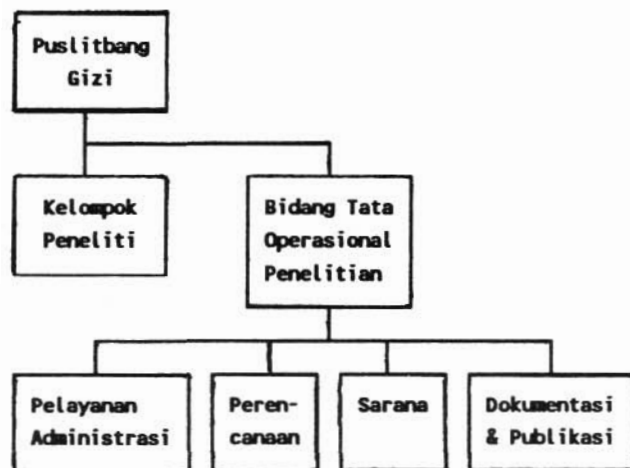 Puslitbang
Gizi
Kelompok
Peneliti
Bidang Tata
Operasional
Penelitian
Pelayanan
Administrasi
Peren-
canaan
Sarana
Dokumentasi
& Publikasi